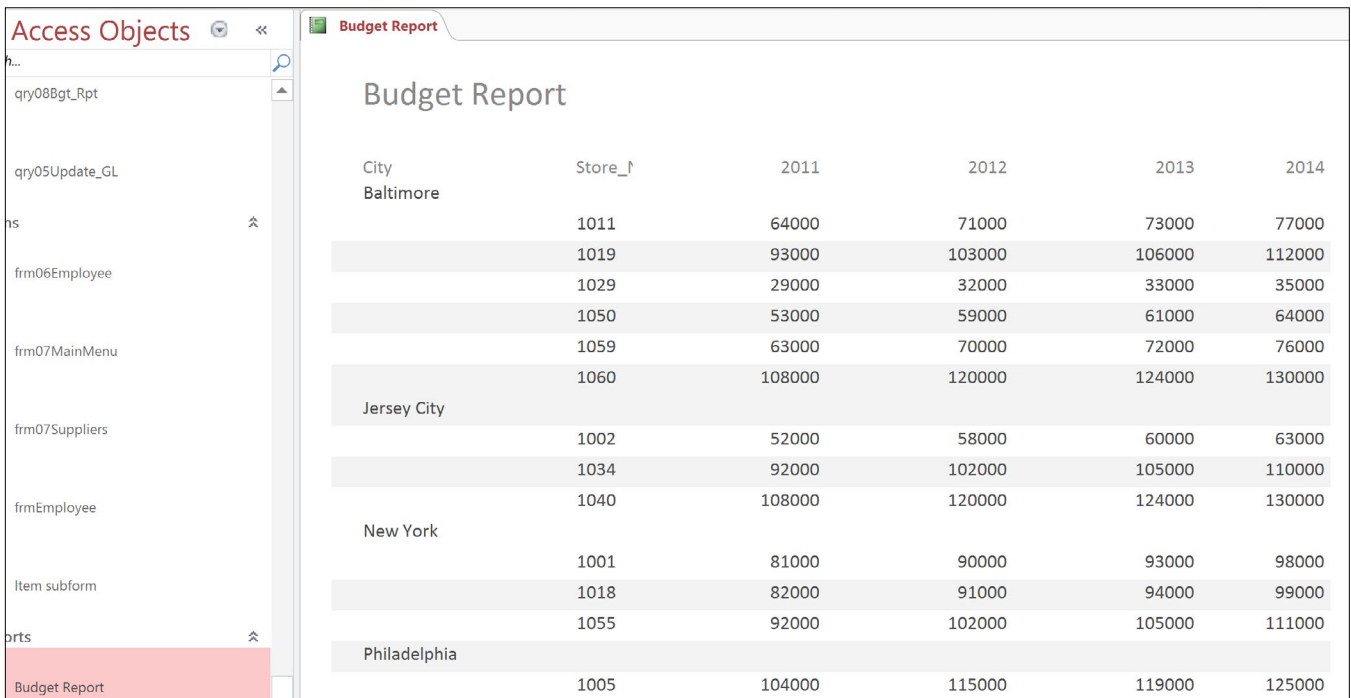 Access Objects
Budget Report
h...
qry08Bgt_Rpt
qry05Update_GL
ns
frm06Employee
frm07MainMenu
frm07Suppliers
frmEmployee
Item subform
orts
Budget Report
Budget Report
City Store_N 2011 2012 2013 2014
Baltimore
1011 64000 71000 73000 77000
1019 93000 103000 106000 112000
1029 29000 32000 33000 35000
1050 53000 59000 61000 64000
1059 63000 70000 72000 76000
1060 108000 120000 124000 130000
Jersey City
1002 52000 58000 60000 63000
1034 92000 102000 105000 110000
1040 108000 120000 124000 130000
New York
1001 81000 90000 93000 98000
1018 82000 91000 94000 99000
1055 92000 102000 105000 111000
Philadelphia
1005 104000 115000 119000 125000